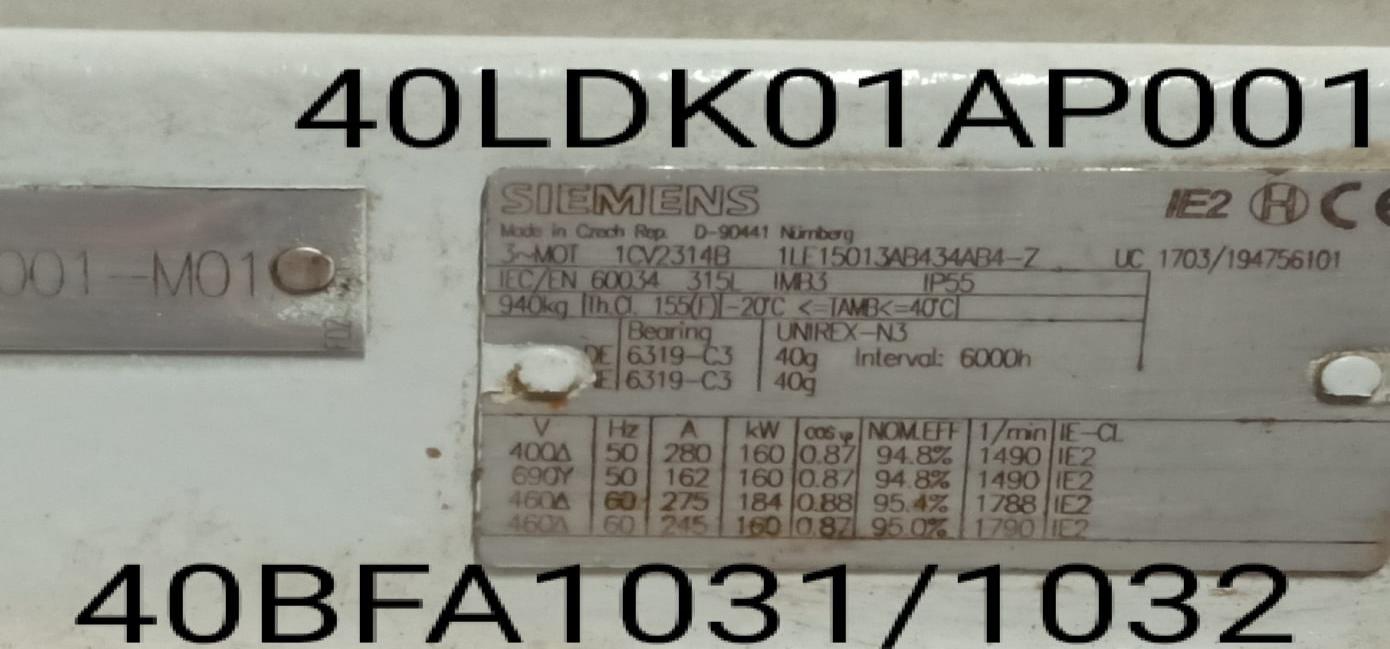 40LDK01AP001
001-M01
SIEMENS
IE2 H CE
Made in Czech Rep. D-90441 Nürnberg
3~MOT 1CV2314B 1LE15013AB434AB4-Z UC 1703/194756101
IEC/EN 60034 315L IMB3 IP55
940kg Th.Cl. 155(F) -20°C <=TAMB<=40°C
Bearing UNIREX-N3
DE 6319-C3 40g Interval: 6000h
E 6319-C3 40g
V Hz A kW cosφ NOM.EFF 1/min IE-CL
400Δ 50 280 160 0.87 94.8% 1490 IE2
690Y 50 162 160 0.87 94.8% 1490 IE2
460Δ 60 275 184 0.88 95.4% 1788 IE2
460Δ 60 245 160 0.87 95.0% 1790 IE2
40BFA1031/1032